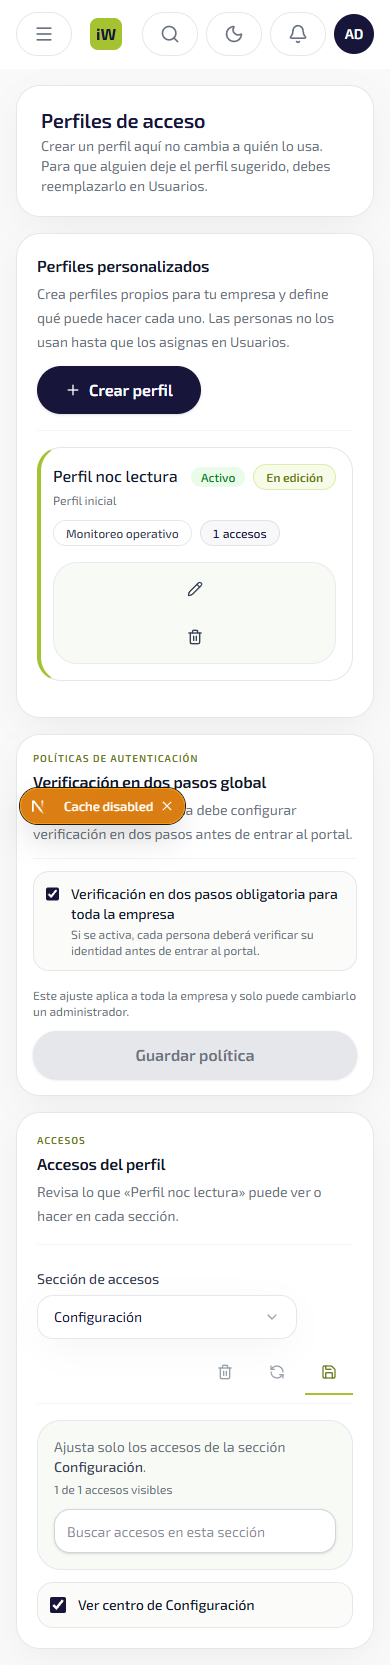 iW
AD
Perfiles de acceso
Crear un perfil aquí no cambia a quién lo usa.
Para que alguien deje el perfil sugerido, debes
reemplazarlo en Usuarios.
Perfiles personalizados
Crea perfiles propios para tu empresa y define
qué puede hacer cada uno. Las personas no los
usan hasta que los asignas en Usuarios.
Crear perfil
Perfil noc lectura Activo En edición
Perfil inicial
Monitoreo operativo 1 accesos
POLÍTICAS DE AUTENTICACIÓN
Verificación en dos pasos global
Cache disabled
a debe configurar
verificación en dos pasos antes de entrar al portal.
Verificación en dos pasos obligatoria para
toda la empresa
Si se activa, cada persona deberá verificar su
identidad antes de entrar al portal.
Este ajuste aplica a toda la empresa y solo puede cambiarlo
un administrador.
Guardar política
ACCESOS
Accesos del perfil
Revisa lo que «Perfil noc lectura» puede ver o
hacer en cada sección.
Sección de accesos
Configuración
Ajusta solo los accesos de la sección
Configuración.
1 de 1 accesos visibles
Buscar accesos en esta sección
Ver centro de Configuración